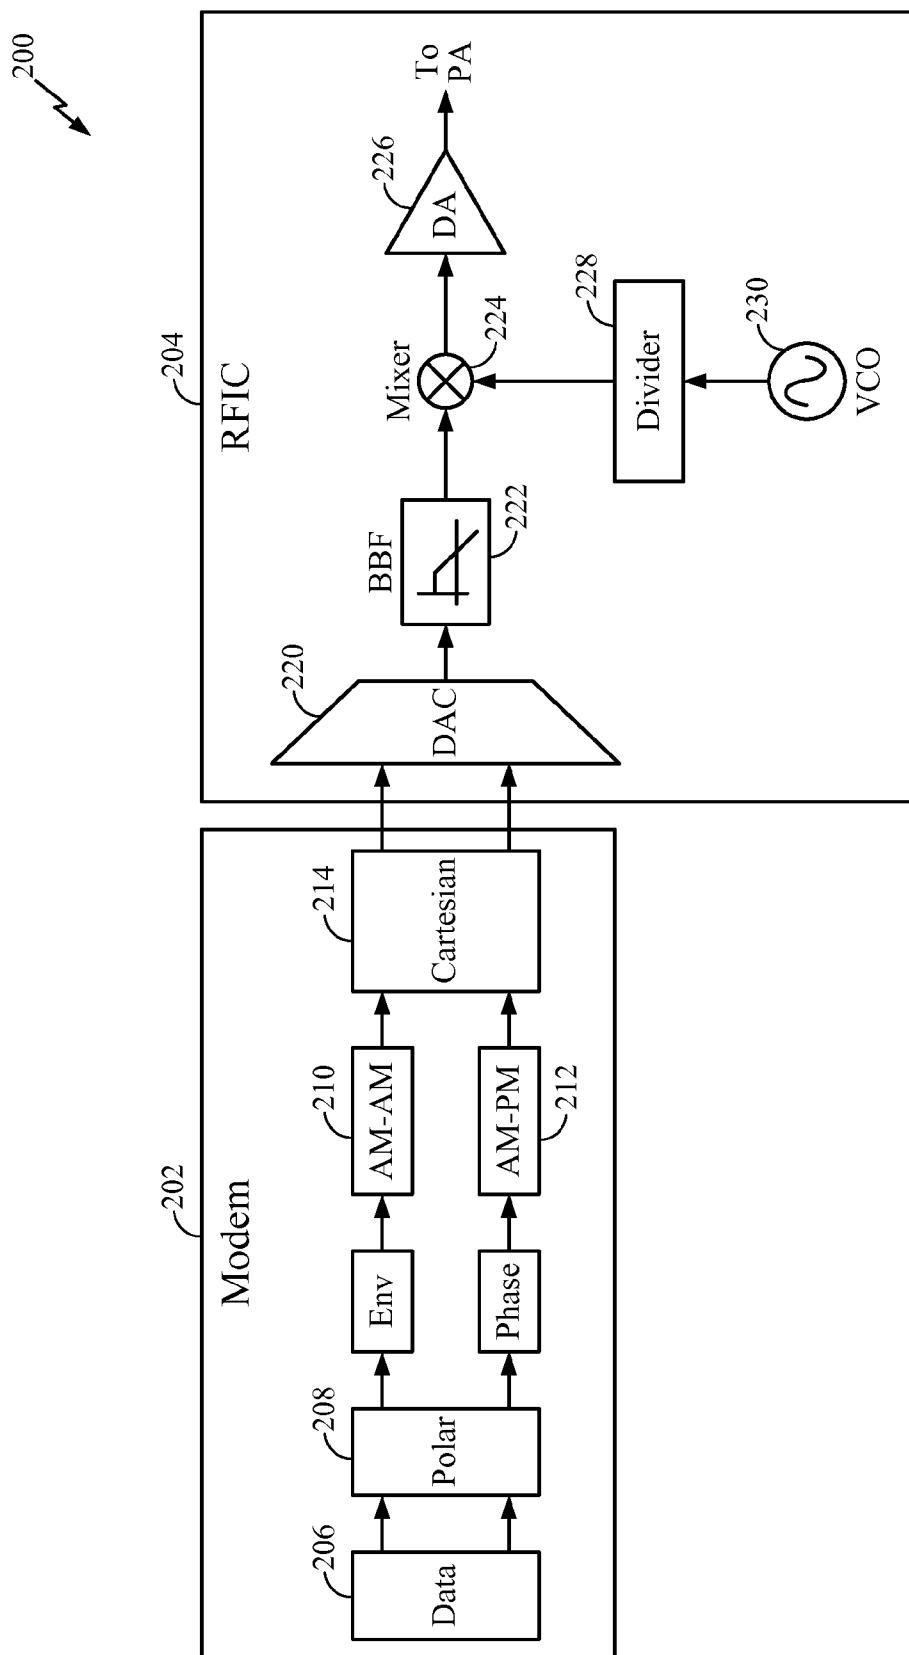 200
202
Modem
206
Data
208
Polar
Env
Phase
210
AM-AM
AM-PM
212
214
Cartesian
204
RFIC
220
DAC
BBF
222
Mixer
224
226
DA
To
PA
228
Divider
230
VCO